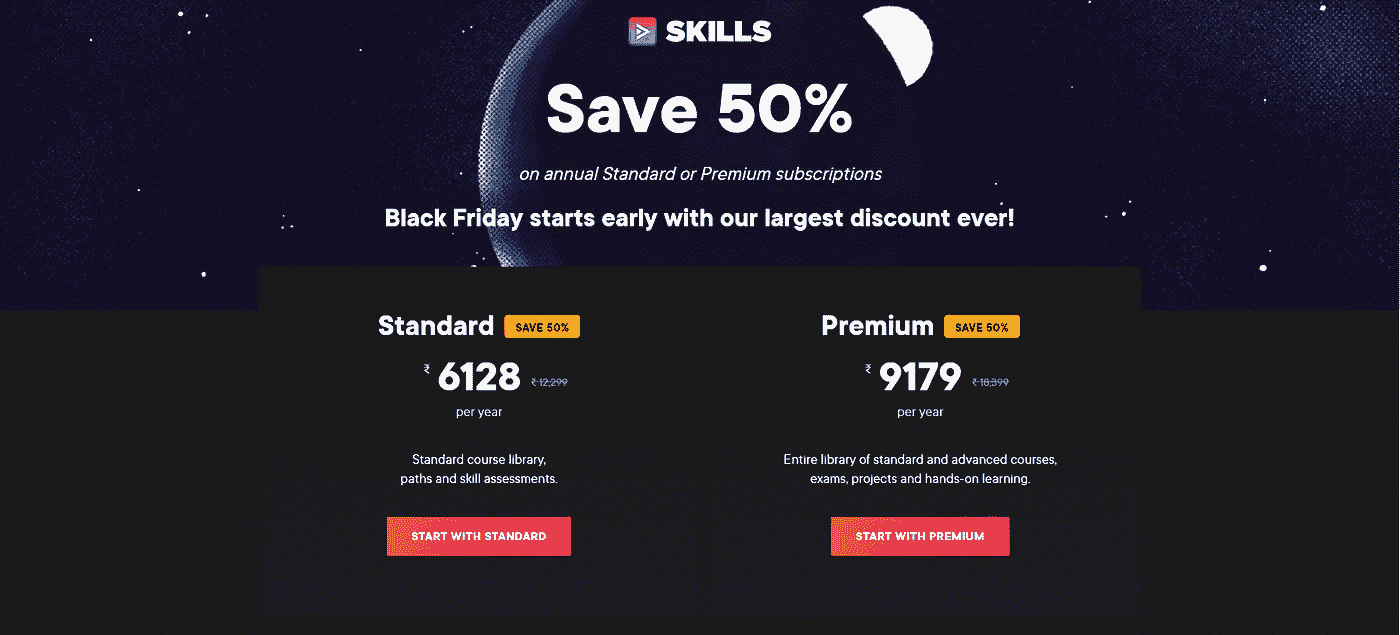 SKILLS
Save 50%
on annual Standard or Premium subscriptions
Black Friday starts early with our largest discount ever!
Standard SAVE 50%
₹ 6128 ₹ 12,299
per year
Standard course library,
paths and skill assessments.
START WITH STANDARD
Premium SAVE 50%
₹ 9179 ₹ 18,399
per year
Entire library of standard and advanced courses,
exams, projects and hands-on learning.
START WITH PREMIUM